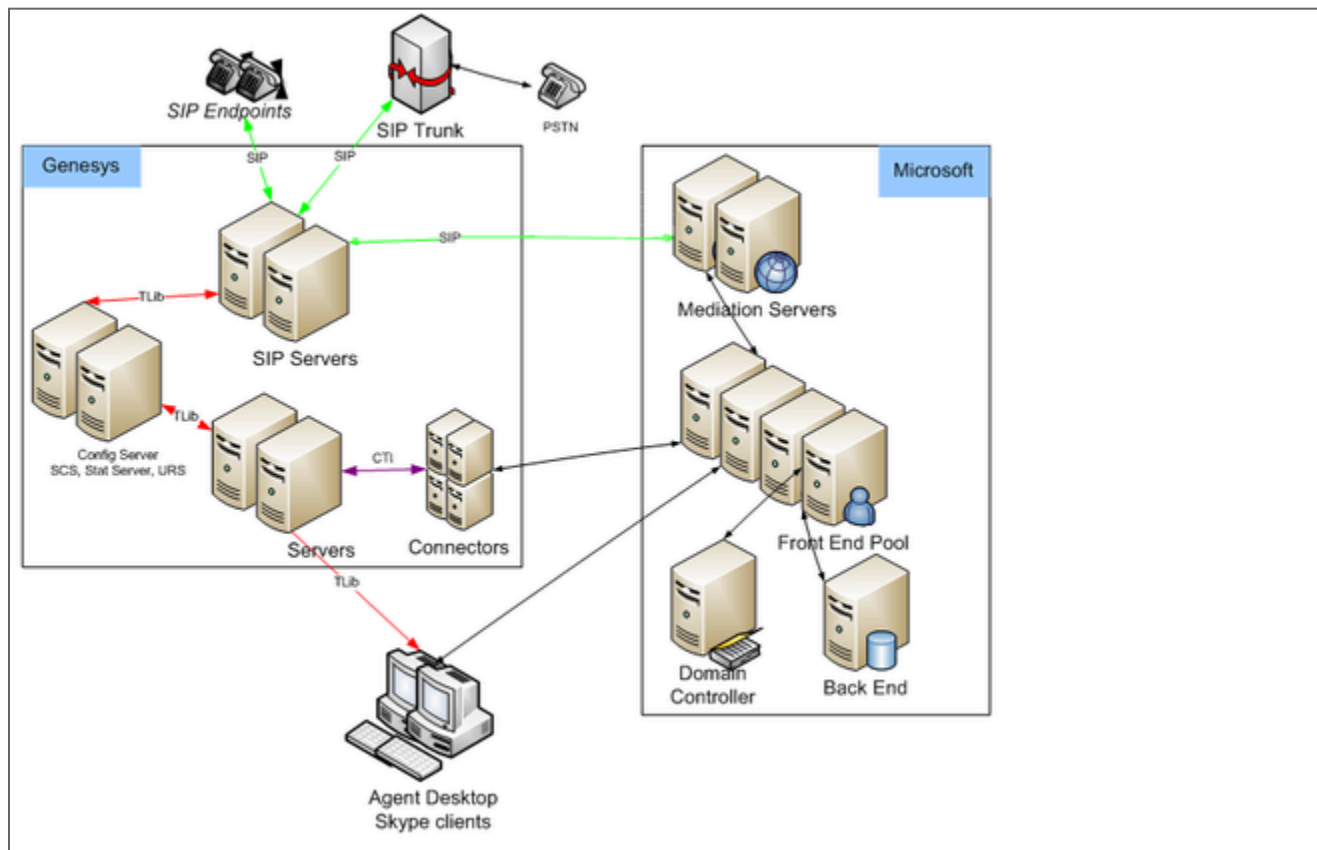 SIP Endpoints
SIP Trunk
PSTN
SIP
SIP
Genesys
Microsoft
SIP
Mediation Servers
TLib
SIP Servers
TLib
Config Server
SCS, Stat Server, URS
CTI
Servers
Connectors
Front End Pool
TLib
Domain
Controller
Back End
Agent Desktop
Skype clients